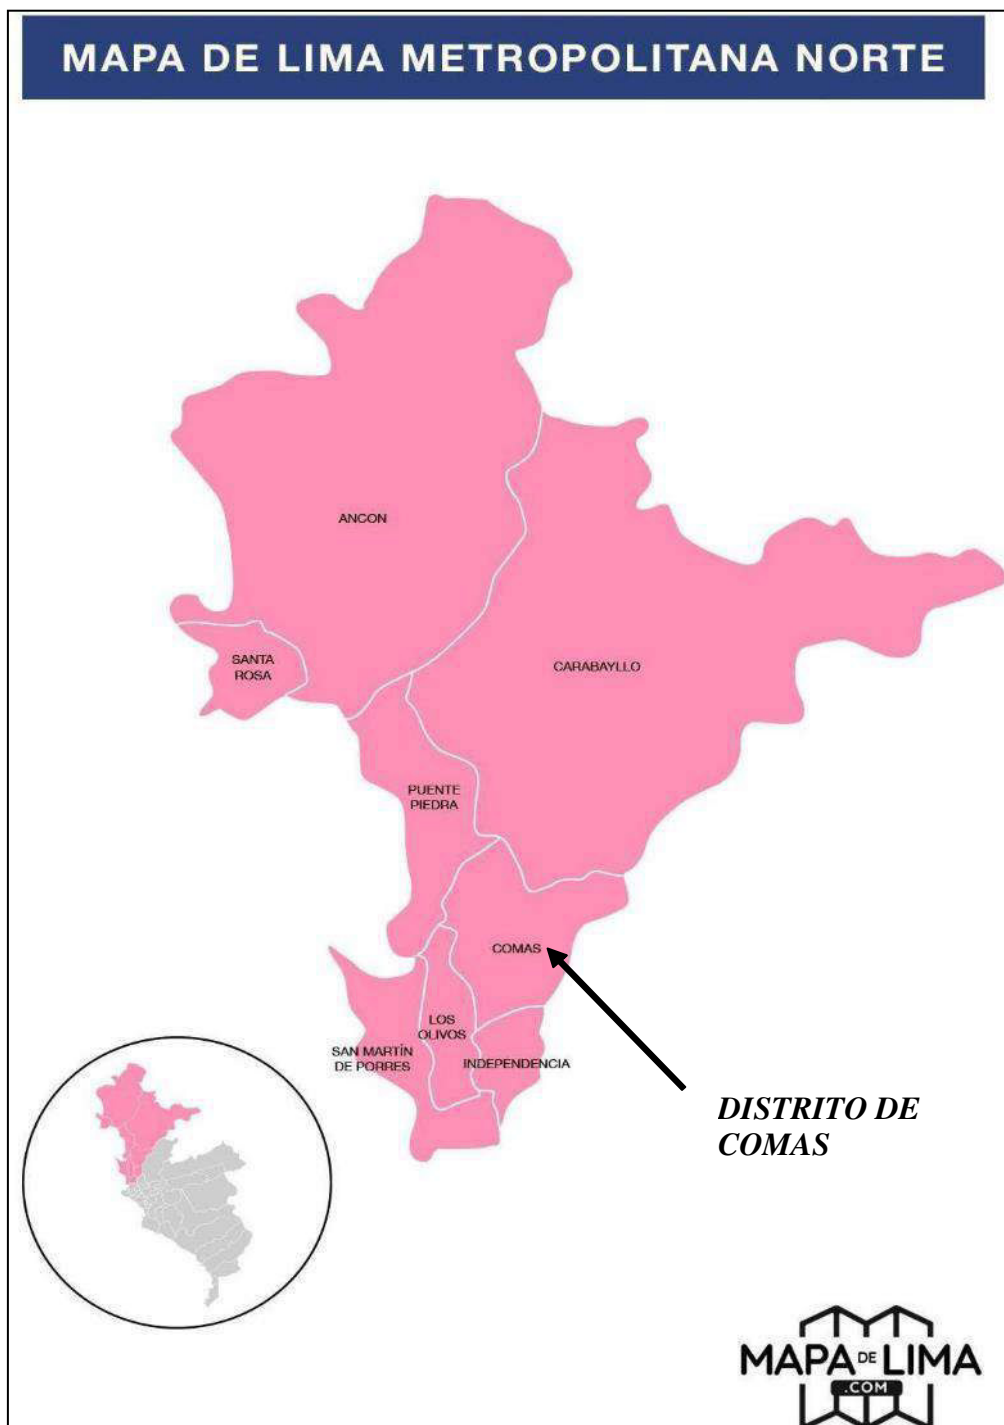 MAPA DE LIMA METROPOLITANA NORTE
ANCON
SANTA
ROSA
CARABAYLLO
PUENTE
PIEDRA
COMAS
LOS
OLIVOS
SAN MARTÍN
DE PORRES
INDEPENDENCIA
DISTRITO DE
COMAS
MAPA DE LIMA
.COM